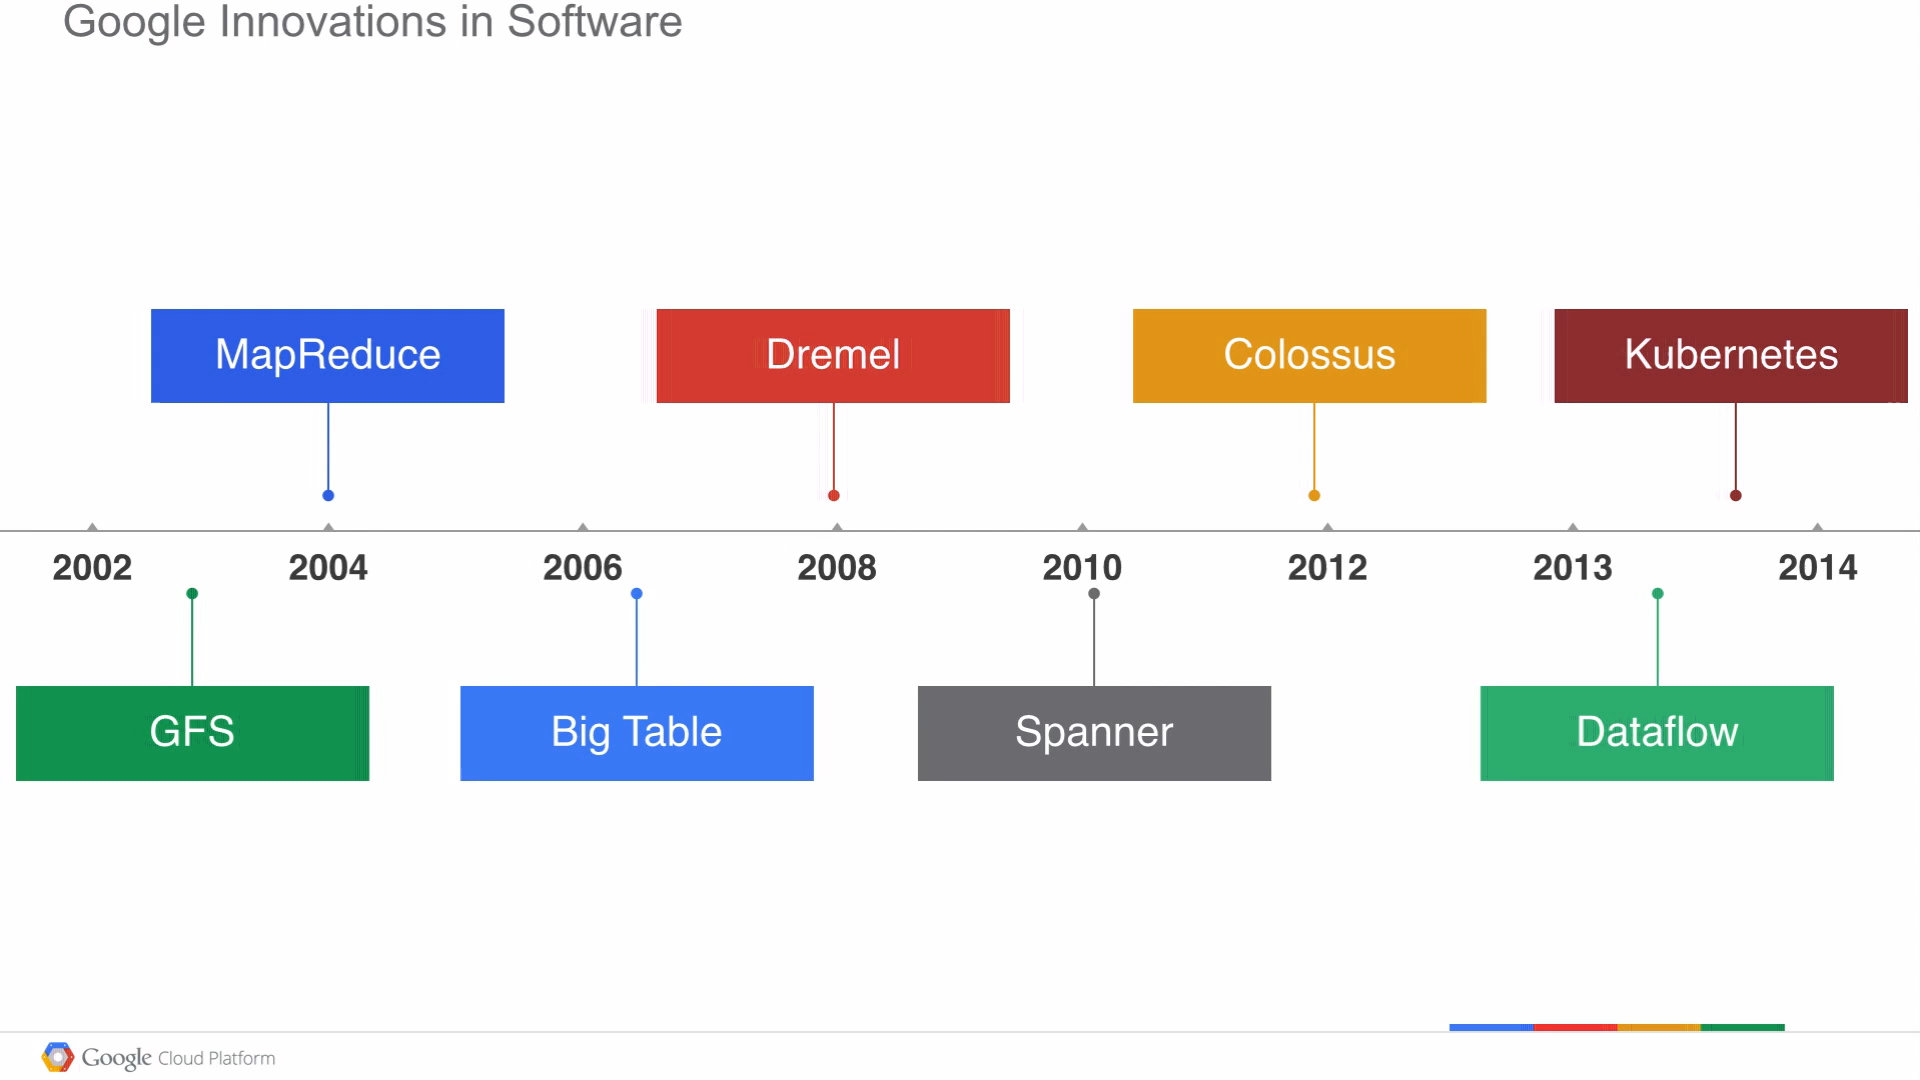 Google Innovations in Software
MapReduce
Dremel
Colossus
Kubernetes
2002
2004
2006
2008
2010
2012
2013
2014
GFS
Big Table
Spanner
Dataflow
Google Cloud Platform